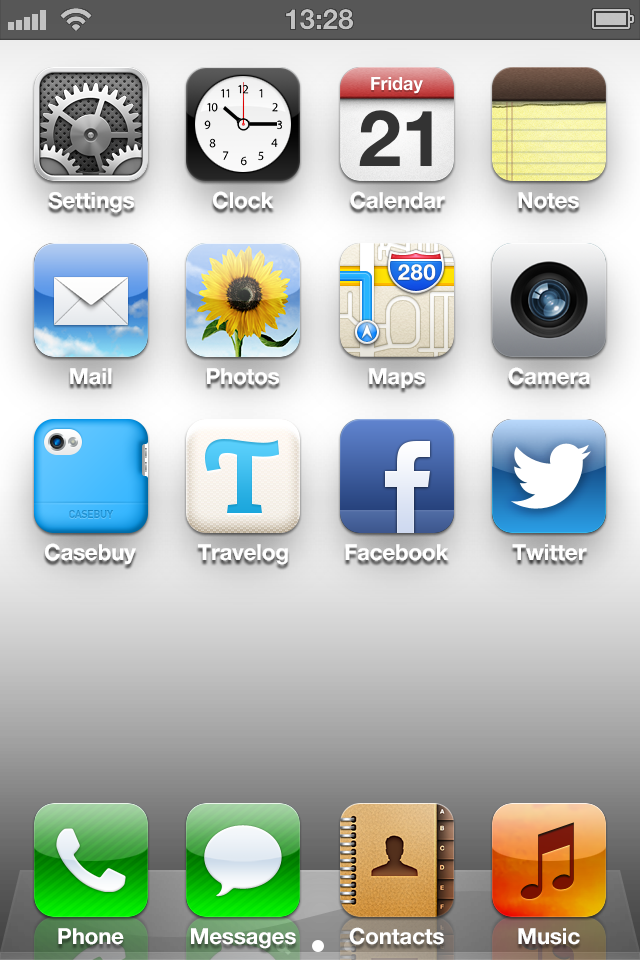 13:28
12
11 1
10 2
9 3
8 4
7 5
6
Friday
21
Settings Clock Calendar Notes
280
Mail Photos Maps Camera
CASEBUY
T
f
Casebuy Travelog Facebook Twitter
A
B
C
D
E
F
Phone Messages Contacts Music